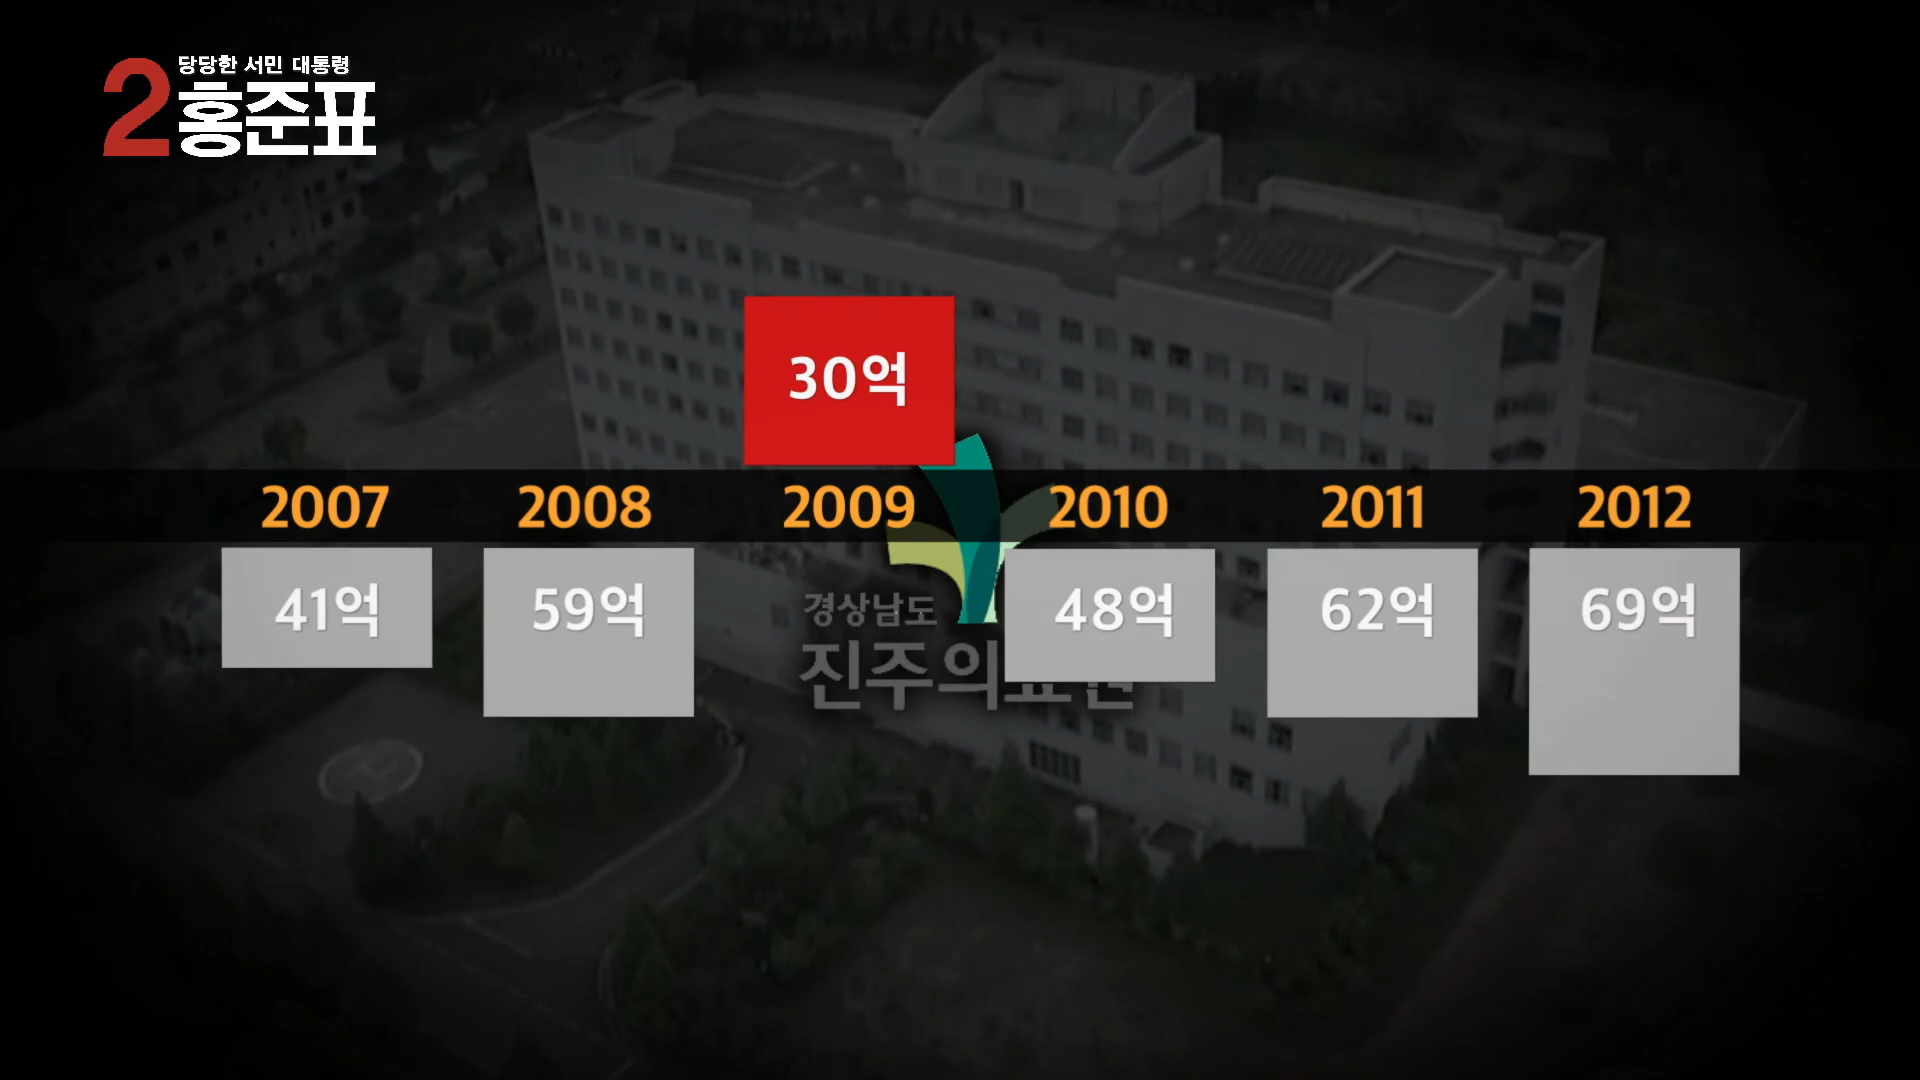 당당한 서민 대통령
2 홍준표
30억
2007 2008 2009 2010 2011 2012
41억 59억 48억 62억 69억
경상남도
진주의료원